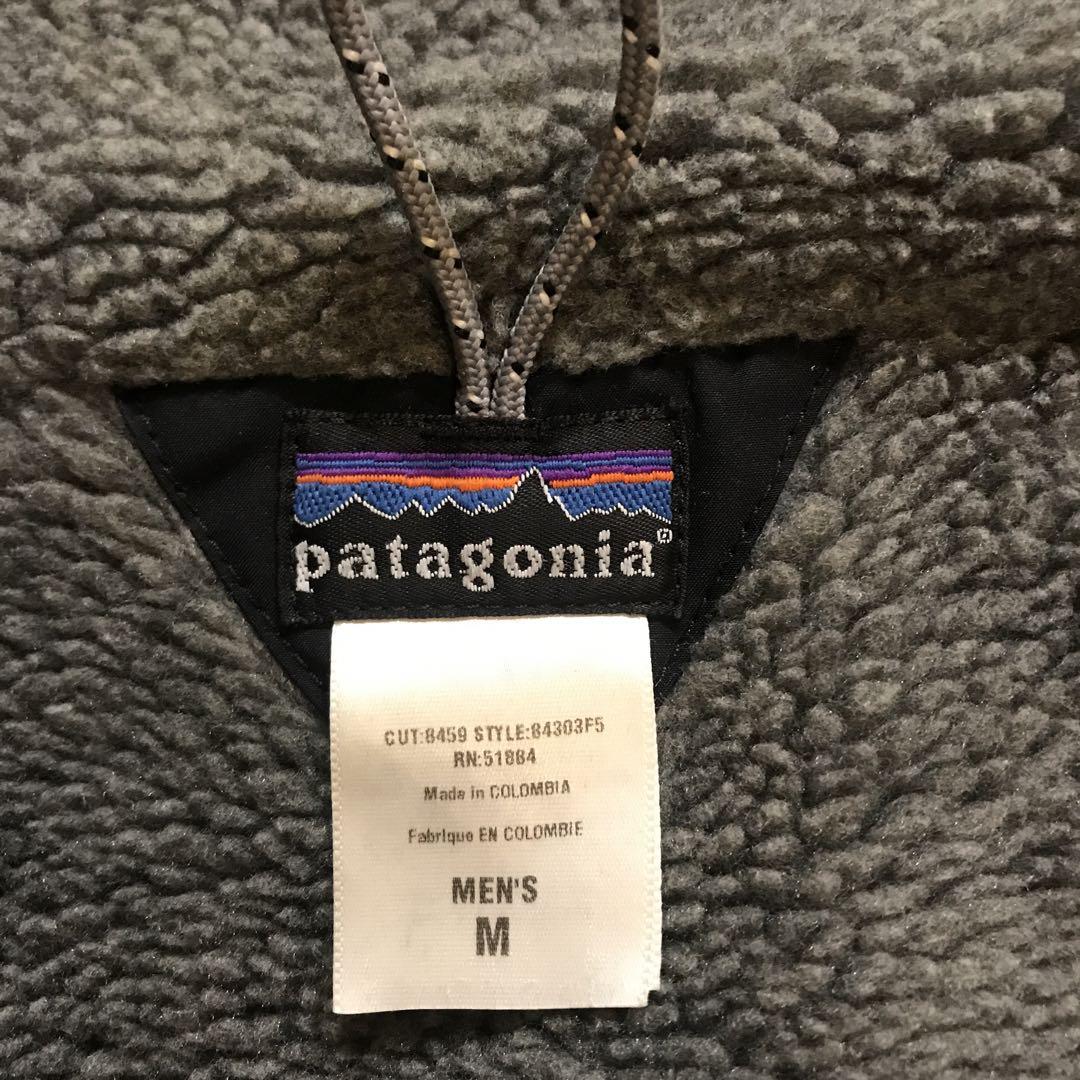 patagonia®
CUT:8459 STYLE:84303F5
RN:51884
Made in COLOMBIA
Fabrique EN COLOMBIE
MEN'S
M